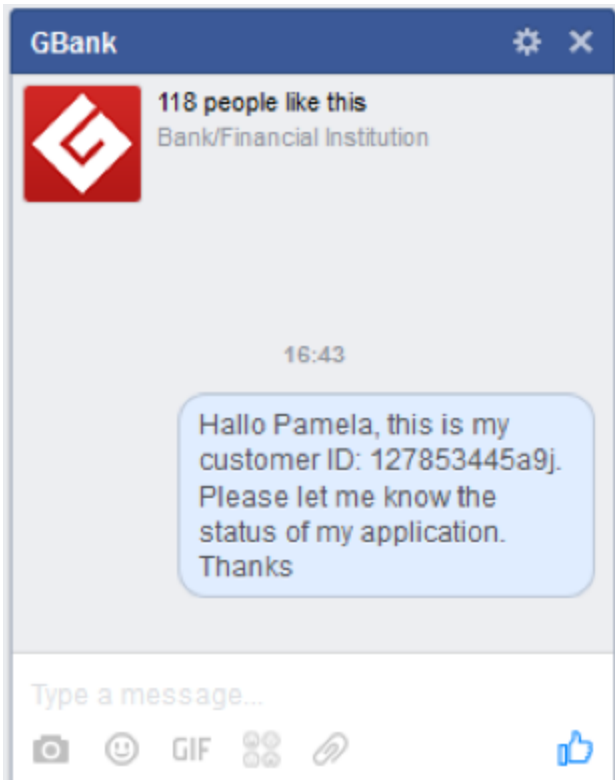 GBank
118 people like this
Bank/Financial Institution
16:43
Hallo Pamela, this is my
customer ID: 127853445a9j.
Please let me know the
status of my application.
Thanks
Type a message...
GIF